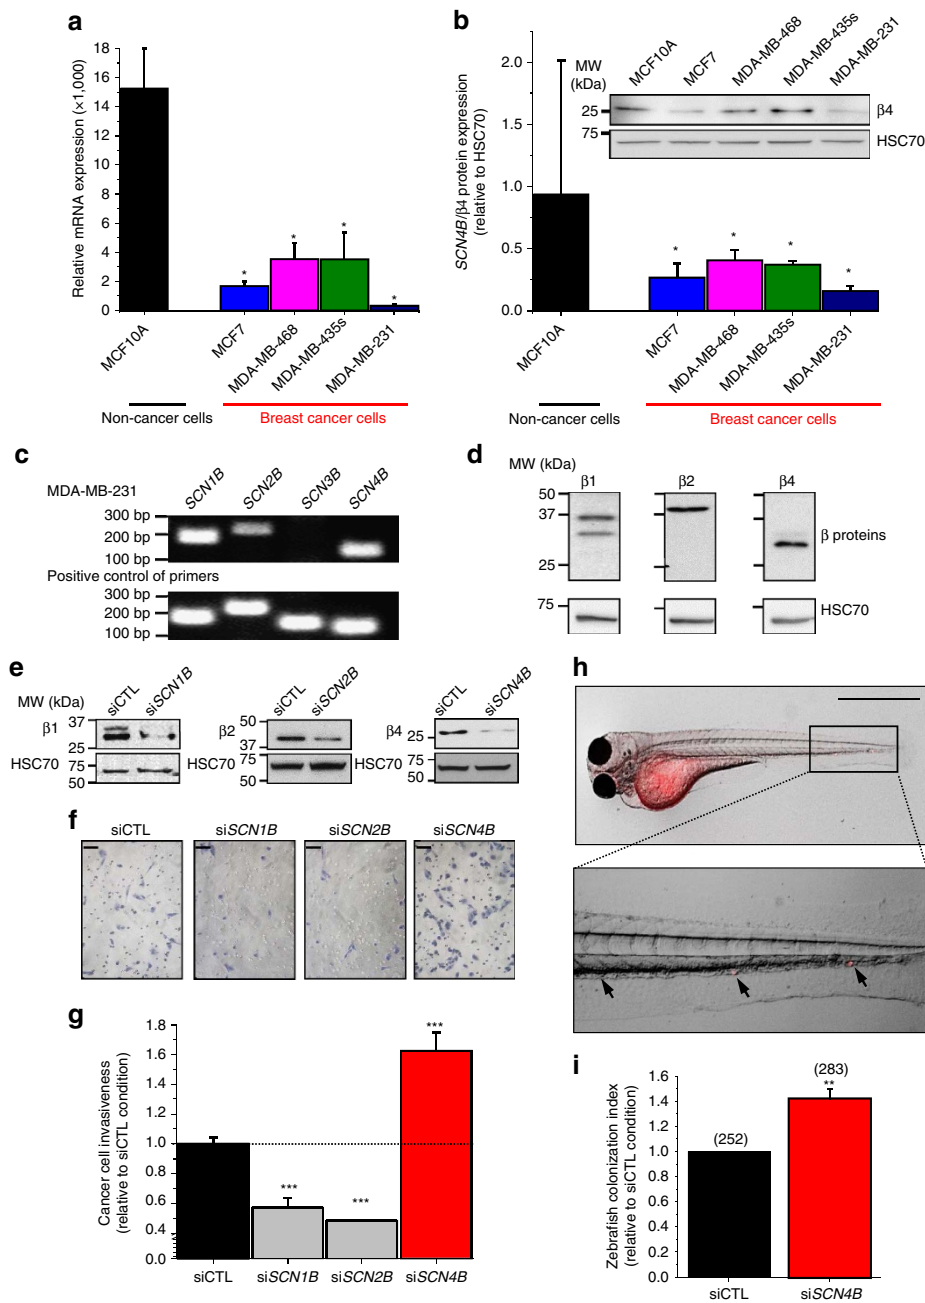 a
Relative mRNA expression (×1,000)
18
16
14
12
10
8
6
4
2
0
*
*
*
*
MCF10A
MCF7
MDA-MB-468
MDA-MB-435s
MDA-MB-231
Non-cancer cells
Breast cancer cells
b
SCN4B/β4 protein expression
(relative to HSC70)
2.0
1.5
1.0
0.5
0.0
MW
(kDa)
MCF10A
MCF7
MDA-MB-468
MDA-MB-435s
MDA-MB-231
25
β4
75
HSC70
*
*
*
*
MCF10A
MCF7
MDA-MB-468
MDA-MB-435s
MDA-MB-231
Non-cancer cells
Breast cancer cells
c
MDA-MB-231
SCN1B
SCN2B
SCN3B
SCN4B
300 bp
200 bp
100 bp
Positive control of primers
300 bp
200 bp
100 bp
d
MW (kDa)
β1
β2
β4
50
37
25
β proteins
75
HSC70
e
MW (kDa)
siCTL
siSCN1B
β1
37
25
HSC70
75
50
siCTL
siSCN2B
β2
50
37
HSC70
75
50
siCTL
siSCN4B
β4
25
HSC70
75
50
f
siCTL
siSCN1B
siSCN2B
siSCN4B
g
Cancer cell invasiveness
(relative to siCTL condition)
1.8
1.6
1.4
1.2
1.0
0.8
0.6
0.4
0.0
***
***
***
siCTL
siSCN1B
siSCN2B
siSCN4B
h
i
Zebrafish colonization index
(relative to siCTL condition)
1.6
1.4
1.2
1.0
0.8
0.6
0.4
0.2
0.0
(252)
(283)
**
siCTL
siSCN4B